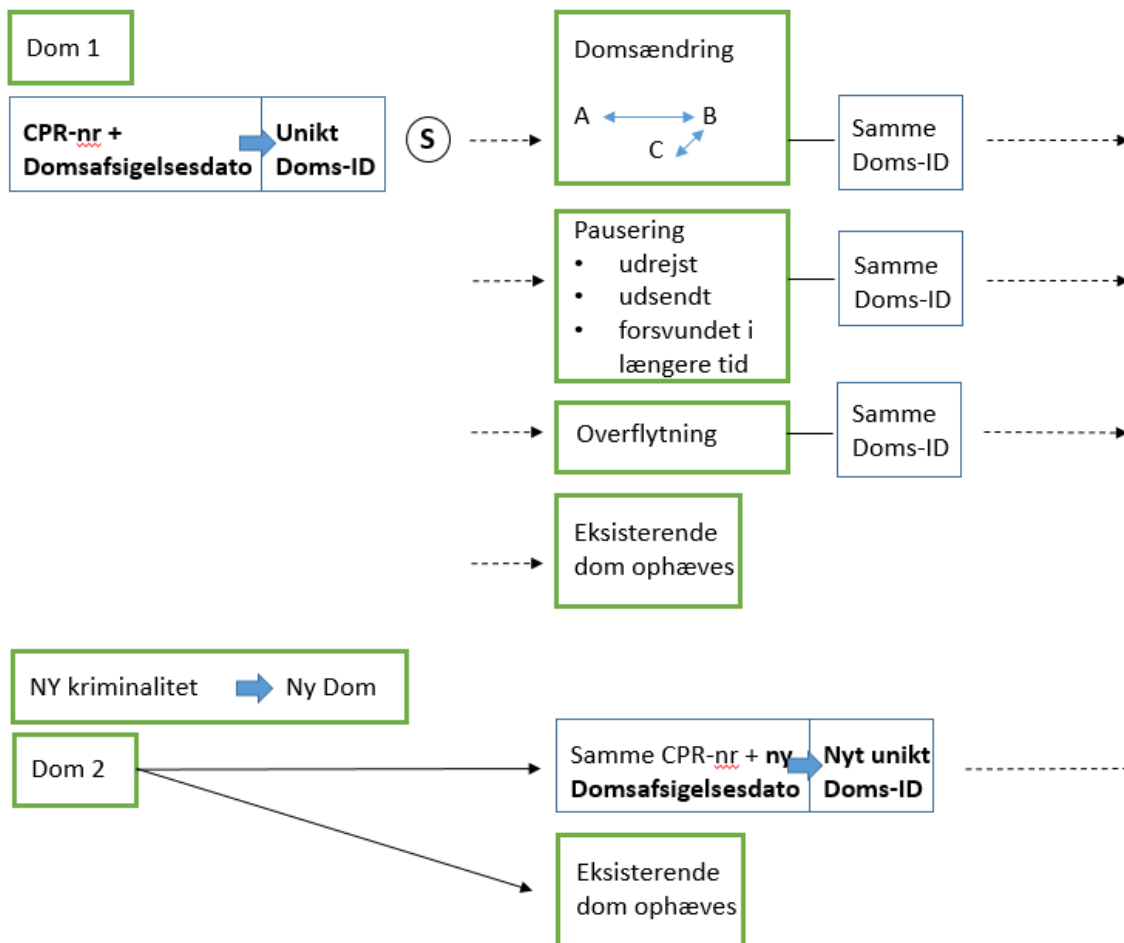 Dom 1
CPR-nr +
Domsafsigelsesdato
Unikt
Doms-ID
S
Domsændring
A
B
C
Samme
Doms-ID
Pausering
• udrejst
• udsendt
• forsvundet i
længere tid
Samme
Doms-ID
Overflytning
Samme
Doms-ID
Eksisterende
dom ophæves
NY kriminalitet
Ny Dom
Dom 2
Samme CPR-nr + ny
Domsafsigelsesdato
Nyt unikt
Doms-ID
Eksisterende
dom ophæves